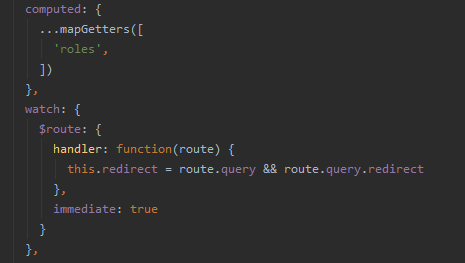 computed: {
  ...mapGetters([
    'roles',
  ])
},
watch: {
  $route: {
    handler: function(route) {
      this.redirect = route.query && route.query.redirect
    },
    immediate: true
  }
},